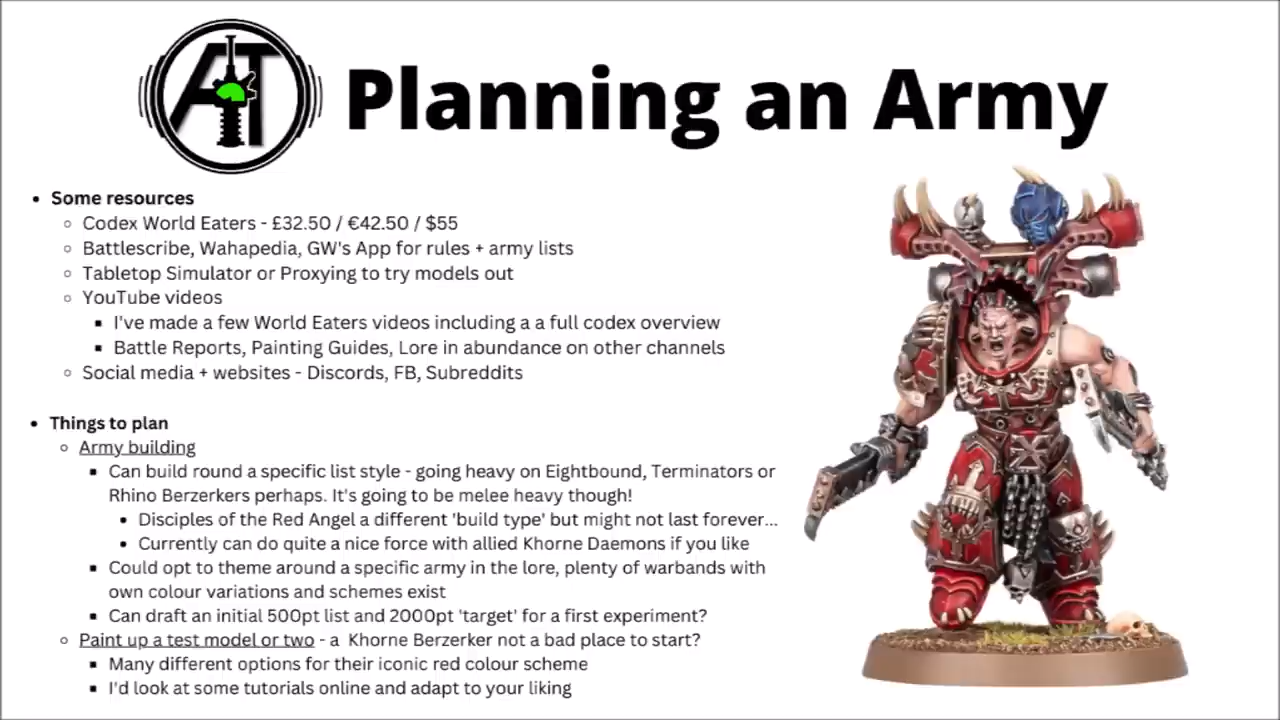 AT
Planning an Army
• Some resources
○ Codex World Eaters - £32.50 / €42.50 / $55
○ Battlescribe, Wahapedia, GW's App for rules + army lists
○ Tabletop Simulator or Proxying to try models out
○ YouTube videos
▪ I've made a few World Eaters videos including a a full codex overview
▪ Battle Reports, Painting Guides, Lore in abundance on other channels
○ Social media + websites - Discords, FB, Subreddits
• Things to plan
○ Army building
▪ Can build round a specific list style - going heavy on Eightbound, Terminators or
Rhino Berzerkers perhaps. It's going to be melee heavy though!
• Disciples of the Red Angel a different 'build type' but might not last forever...
• Currently can do quite a nice force with allied Khorne Daemons if you like
▪ Could opt to theme around a specific army in the lore, plenty of warbands with
own colour variations and schemes exist
▪ Can draft an initial 500pt list and 2000pt 'target' for a first experiment?
○ Paint up a test model or two - a Khorne Berzerker not a bad place to start?
▪ Many different options for their iconic red colour scheme
▪ I'd look at some tutorials online and adapt to your liking